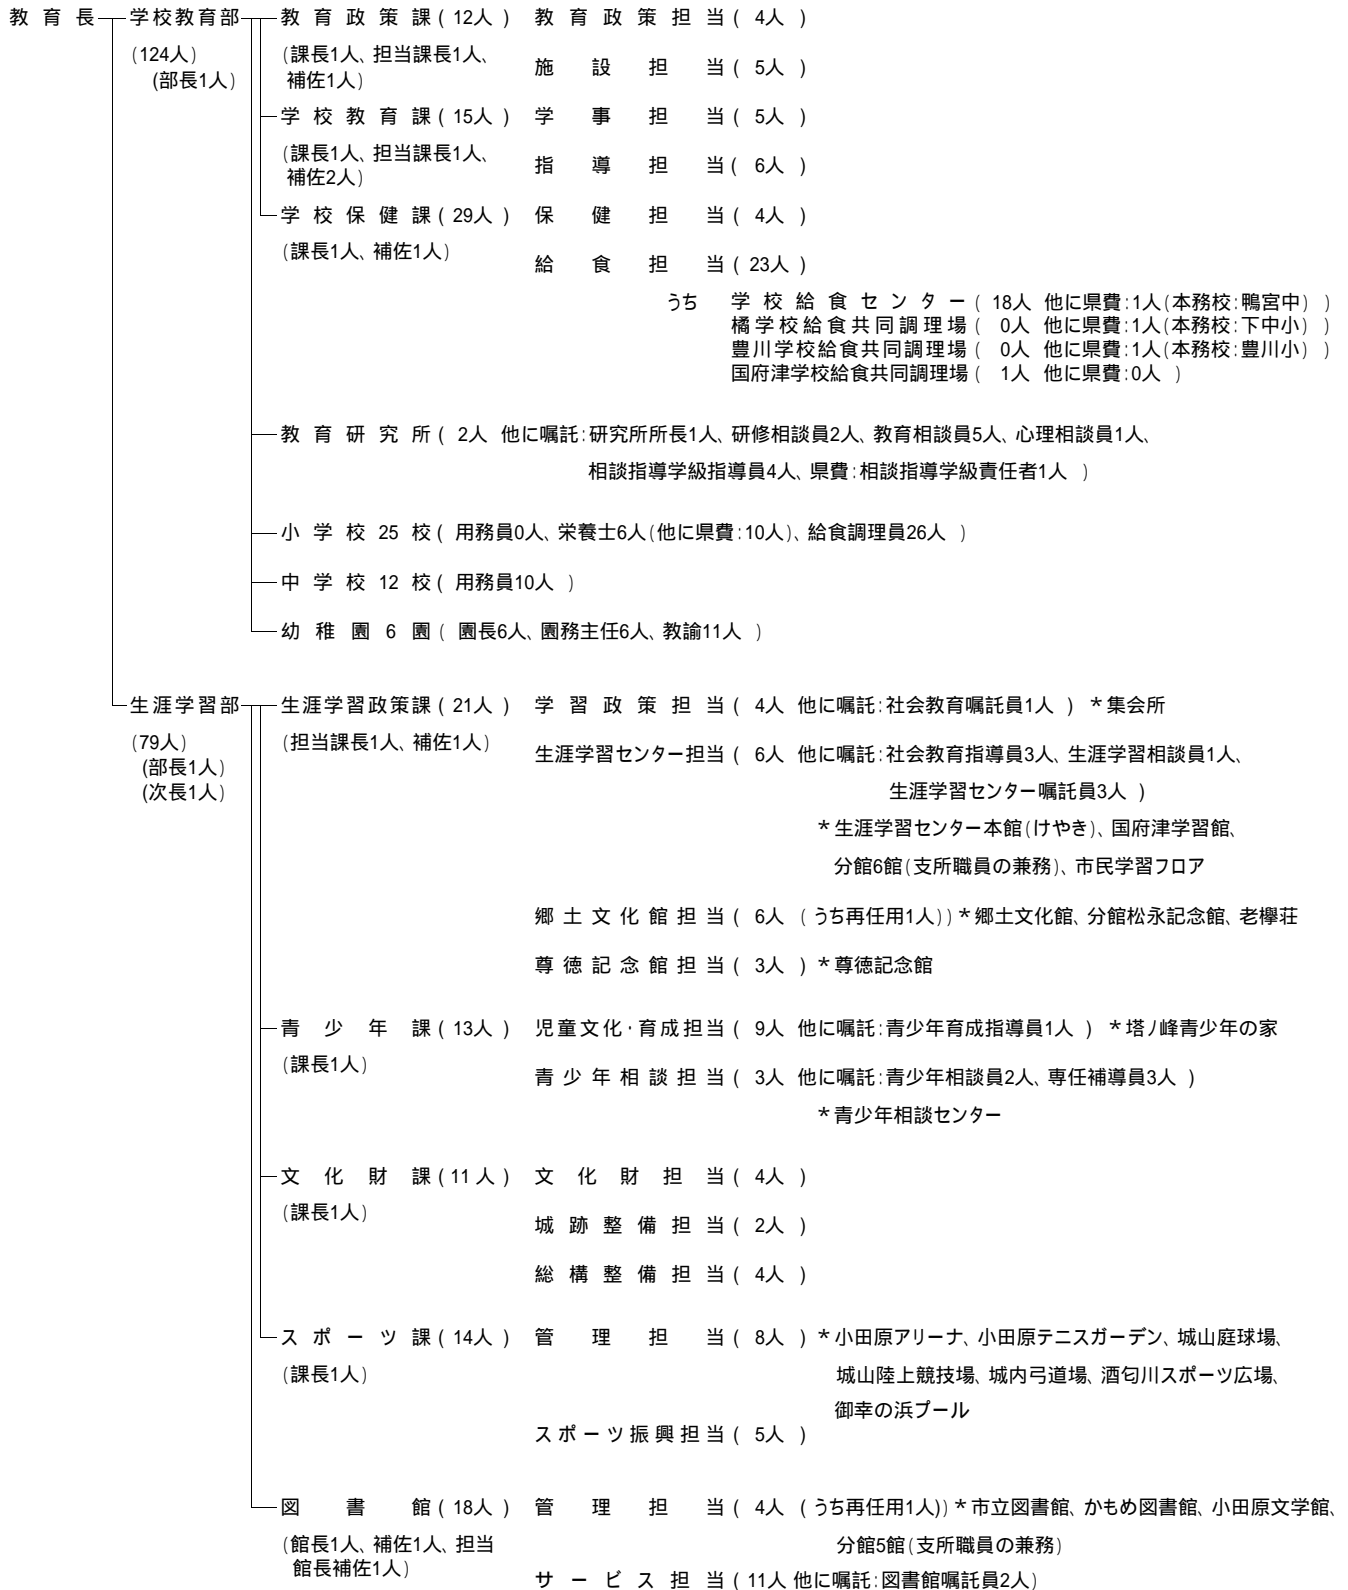 教育長 学校教育部 教育政策課(12人) 教育政策担当(4人)
(124人) (課長1人、担当課長1人、
(部長1人) 補佐1人) 施設担当(5人)
学校教育課(15人) 学事担当(5人)
(課長1人、担当課長1人、
補佐2人) 指導担当(6人)
学校保健課(29人) 保健担当(4人)
(課長1人、補佐1人) 給食担当(23人)
うち 学校給食センター(18人 他に県費:1人(本務校:鴨宮中))
橘学校給食共同調理場(0人 他に県費:1人(本務校:下中小))
豊川学校給食共同調理場(0人 他に県費:1人(本務校:豊川小))
国府津学校給食共同調理場(1人 他に県費:0人)
教育研究所(2人 他に嘱託:研究所所長1人、研修相談員2人、教育相談員5人、心理相談員1人、
相談指導学級指導員4人、県費:相談指導学級責任者1人)
小学校25校(用務員0人、栄養士6人(他に県費:10人)、給食調理員26人)
中学校12校(用務員10人)
幼稚園6園(園長6人、園務主任6人、教諭11人)
生涯学習部 生涯学習政策課(21人) 学習政策担当(4人 他に嘱託:社会教育嘱託員1人) *集会所
(79人) (担当課長1人、補佐1人) 生涯学習センター担当(6人 他に嘱託:社会教育指導員3人、生涯学習相談員1人、
(部長1人)
(次長1人) 生涯学習センター嘱託員3人)
*生涯学習センター本館(けやき)、国府津学習館、
分館6館(支所職員の兼務)、市民学習フロア
郷土文化館担当(6人(うち再任用1人))*郷土文化館、分館松永記念館、老欅荘
尊徳記念館担当(3人)*尊徳記念館
青少年課(13人) 児童文化・育成担当(9人 他に嘱託:青少年育成指導員1人) *塔ノ峰青少年の家
(課長1人) 青少年相談担当(3人 他に嘱託:青少年相談員2人、専任補導員3人)
*青少年相談センター
文化財課(11人) 文化財担当(4人)
(課長1人) 城跡整備担当(2人)
総構整備担当(4人)
スポーツ課(14人) 管理担当(8人)*小田原アリーナ、小田原テニスガーデン、城山庭球場、
(課長1人) 城山陸上競技場、城内弓道場、酒匂川スポーツ広場、
御幸の浜プール
スポーツ振興担当(5人)
図書館(18人) 管理担当(4人(うち再任用1人))*市立図書館、かもめ図書館、小田原文学館、
(館長1人、補佐1人、担当 分館5館(支所職員の兼務)
館長補佐1人) サービス担当(11人 他に嘱託:図書館嘱託員2人)